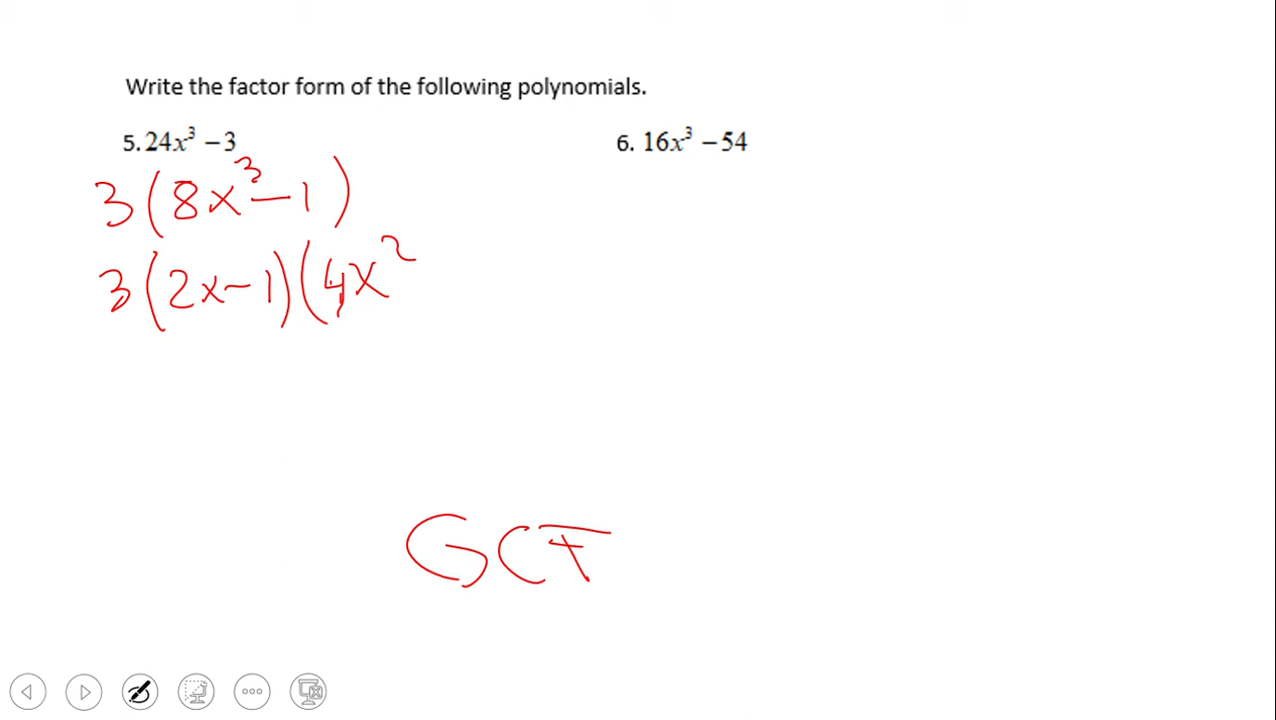 Write the factor form of the following polynomials.
5. 24x³ – 3
6. 16x³ – 54
3(8x³ – 1)
3(2x – 1)(4x²
GCF